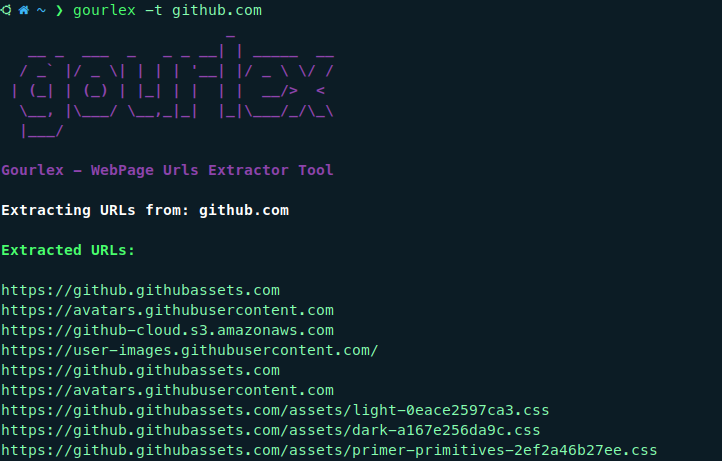 ~ ❯ gourlex -t github.com
gourlex
Gourlex - WebPage Urls Extractor Tool
Extracting URLs from: github.com
Extracted URLs:
https://github.githubassets.com
https://avatars.githubusercontent.com
https://github-cloud.s3.amazonaws.com
https://user-images.githubusercontent.com/
https://github.githubassets.com
https://avatars.githubusercontent.com
https://github.githubassets.com/assets/light-0eace2597ca3.css
https://github.githubassets.com/assets/dark-a167e256da9c.css
https://github.githubassets.com/assets/primer-primitives-2ef2a46b27ee.css